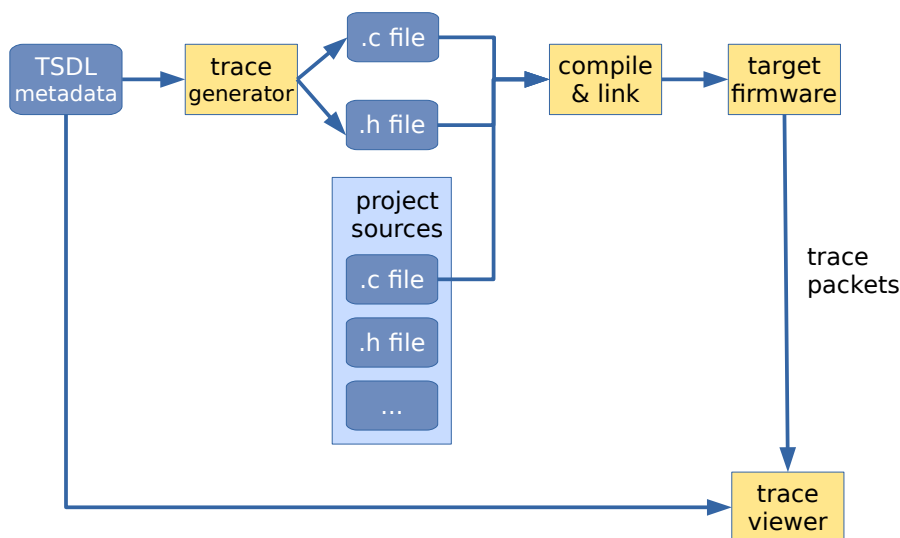 TSDL
metadata
trace
generator
.c file
.h file
compile
& link
target
firmware
project
sources
.c file
.h file
...
trace
packets
trace
viewer